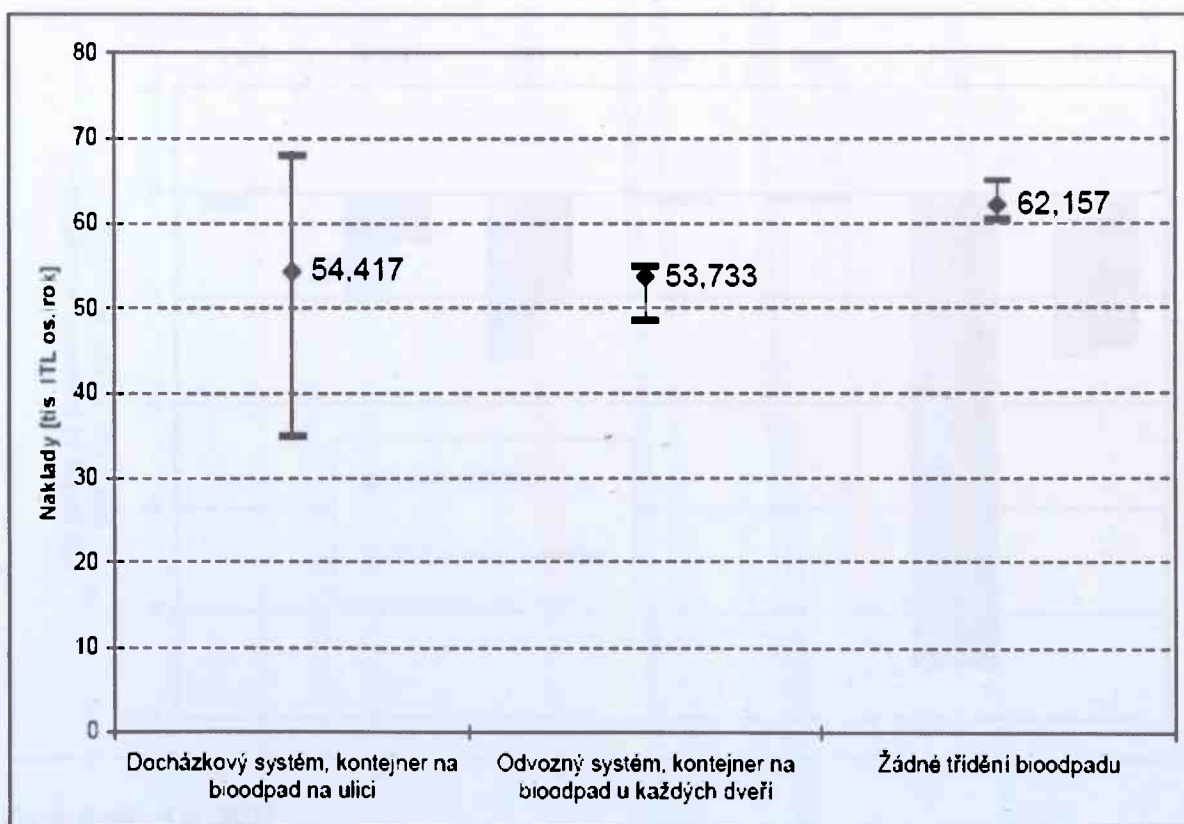 80
70
60
50
40
30
20
10
0
Náklady [tis. ITL os./rok]
54,417
53,733
62,157
Docházkový systém, kontejner na
bioodpad na ulici
Odvozný systém, kontejner na
bioodpad u každých dveří
Žádné třídění bioodpadu